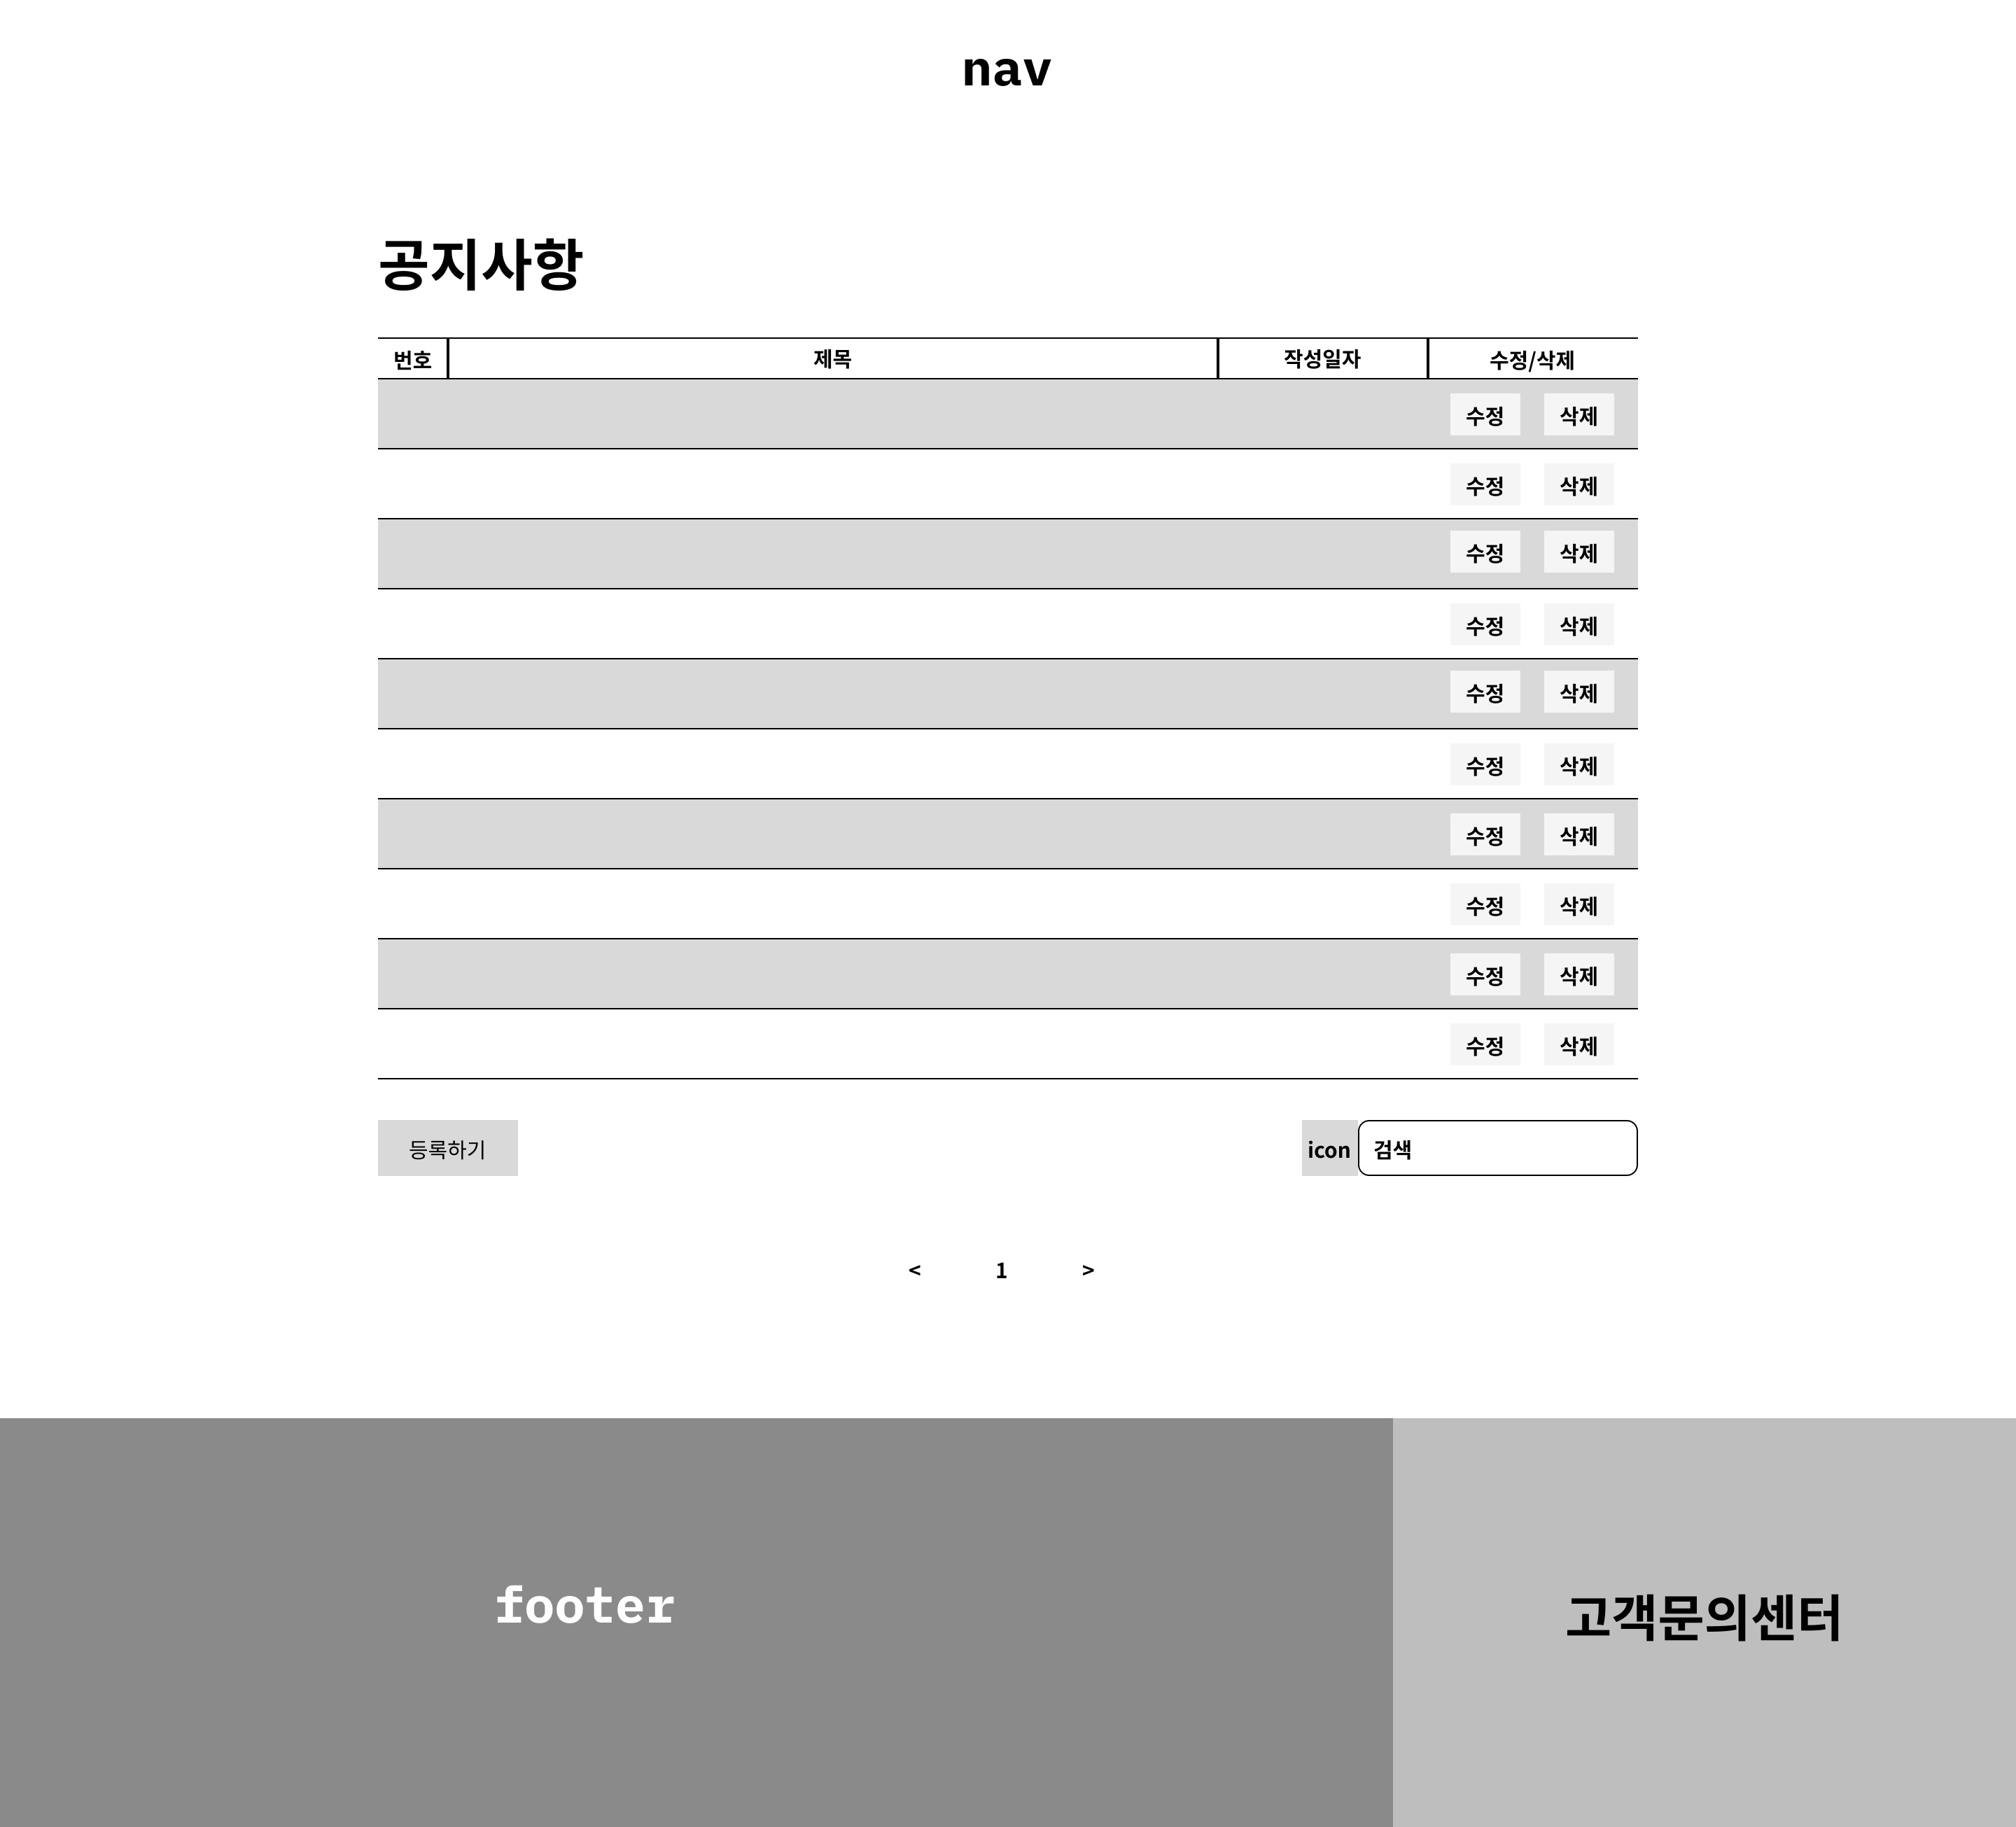 nav
공지사항
번호 제목 작성일자 수정/삭제
수정 삭제
수정 삭제
수정 삭제
수정 삭제
수정 삭제
수정 삭제
수정 삭제
수정 삭제
수정 삭제
수정 삭제
등록하기 icon 검색
< 1 >
footer 고객문의센터